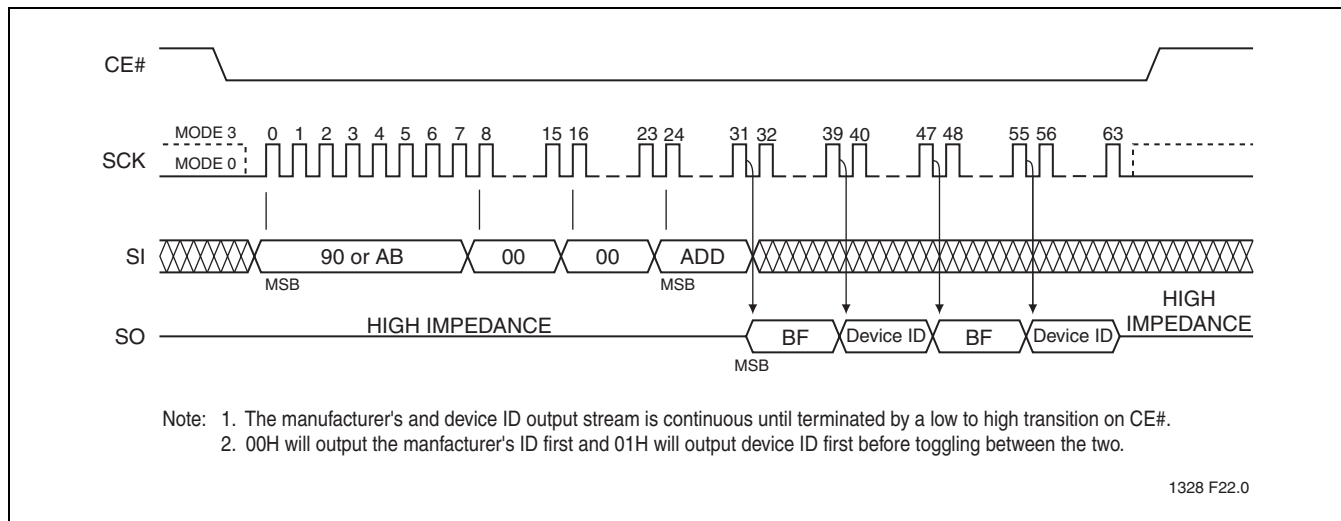 CE#
MODE 3
0 1 2 3 4 5 6 7 8 15 16 23 24 31 32 39 40 47 48 55 56 63
SCK
MODE 0
SI
90 or AB 00 00 ADD
MSB MSB
HIGH IMPEDANCE
HIGH
IMPEDANCE
SO
BF Device ID BF Device ID
MSB
Note: 1. The manufacturer's and device ID output stream is continuous until terminated by a low to high transition on CE#.
2. 00H will output the manfacturer's ID first and 01H will output device ID first before toggling between the two.
1328 F22.0